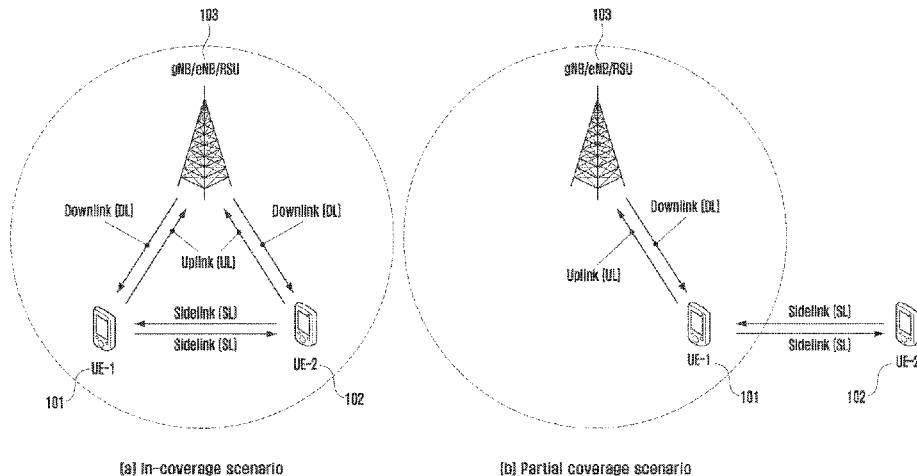 103
gNB/eNB/RSU
Downlink (DL)
Downlink (DL)
Uplink (UL)
Sidelink (SL)
Sidelink (SL)
UE-1
UE-2
101
102
(a) In-coverage scenario
103
gNB/eNB/RSU
Downlink (DL)
Uplink (UL)
Sidelink (SL)
Sidelink (SL)
UE-1
UE-2
101
102
(b) Partial coverage scenario